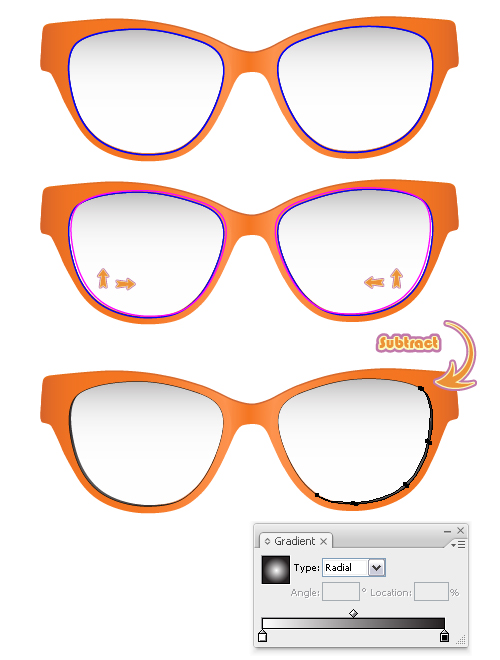 Subtract
Gradient
Type: Radial
Angle: ° Location: %